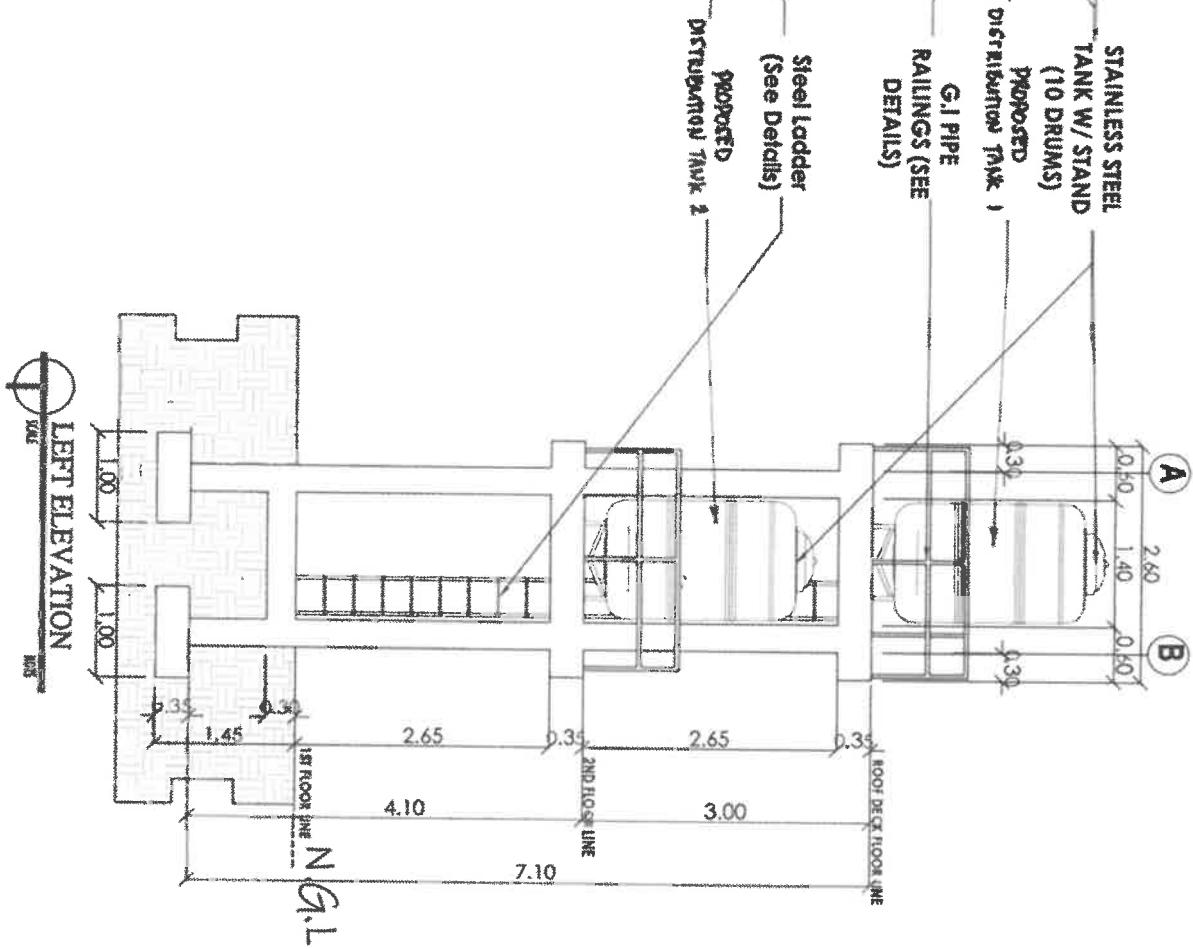 STAINLESS STEEL
TANK W/ STAND
(10 DRUMS)
PROPOSED
DISTRIBUTION TANK 1
G.I PIPE
RAILINGS (SEE
DETAILS)
Steel Ladder
(See Details)
PROPOSED
DISTRIBUTION TANK 2
A
B
2.60
0.60
1.40
0.60
0.30
0.30
0.35
2.65
0.35
2.65
1.45
0.30
0.35
3.00
4.10
7.10
ROOF DECK FLOOR LINE
2ND FLOOR LINE
1ST FLOOR LINE
N.G.L
1.00
1.00
LEFT ELEVATION
SCALE